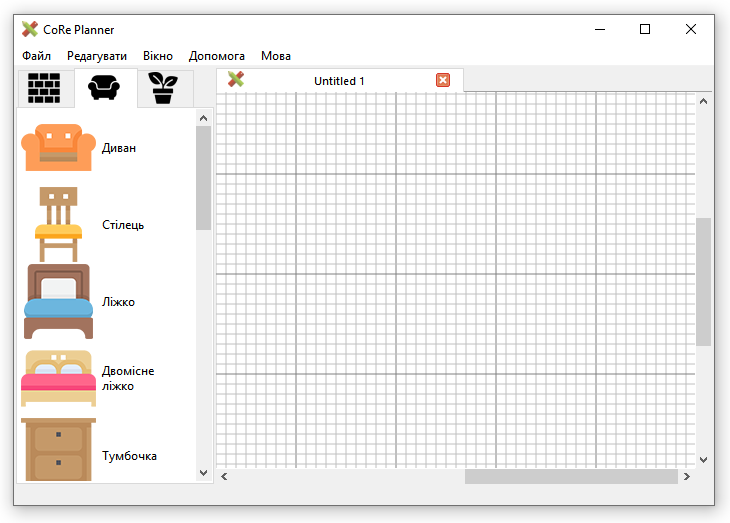 CoRe Planner
Файл Редагувати Вікно Допомога Мова
Untitled 1
Диван
Стілець
Ліжко
Двомісне
ліжко
Тумбочка